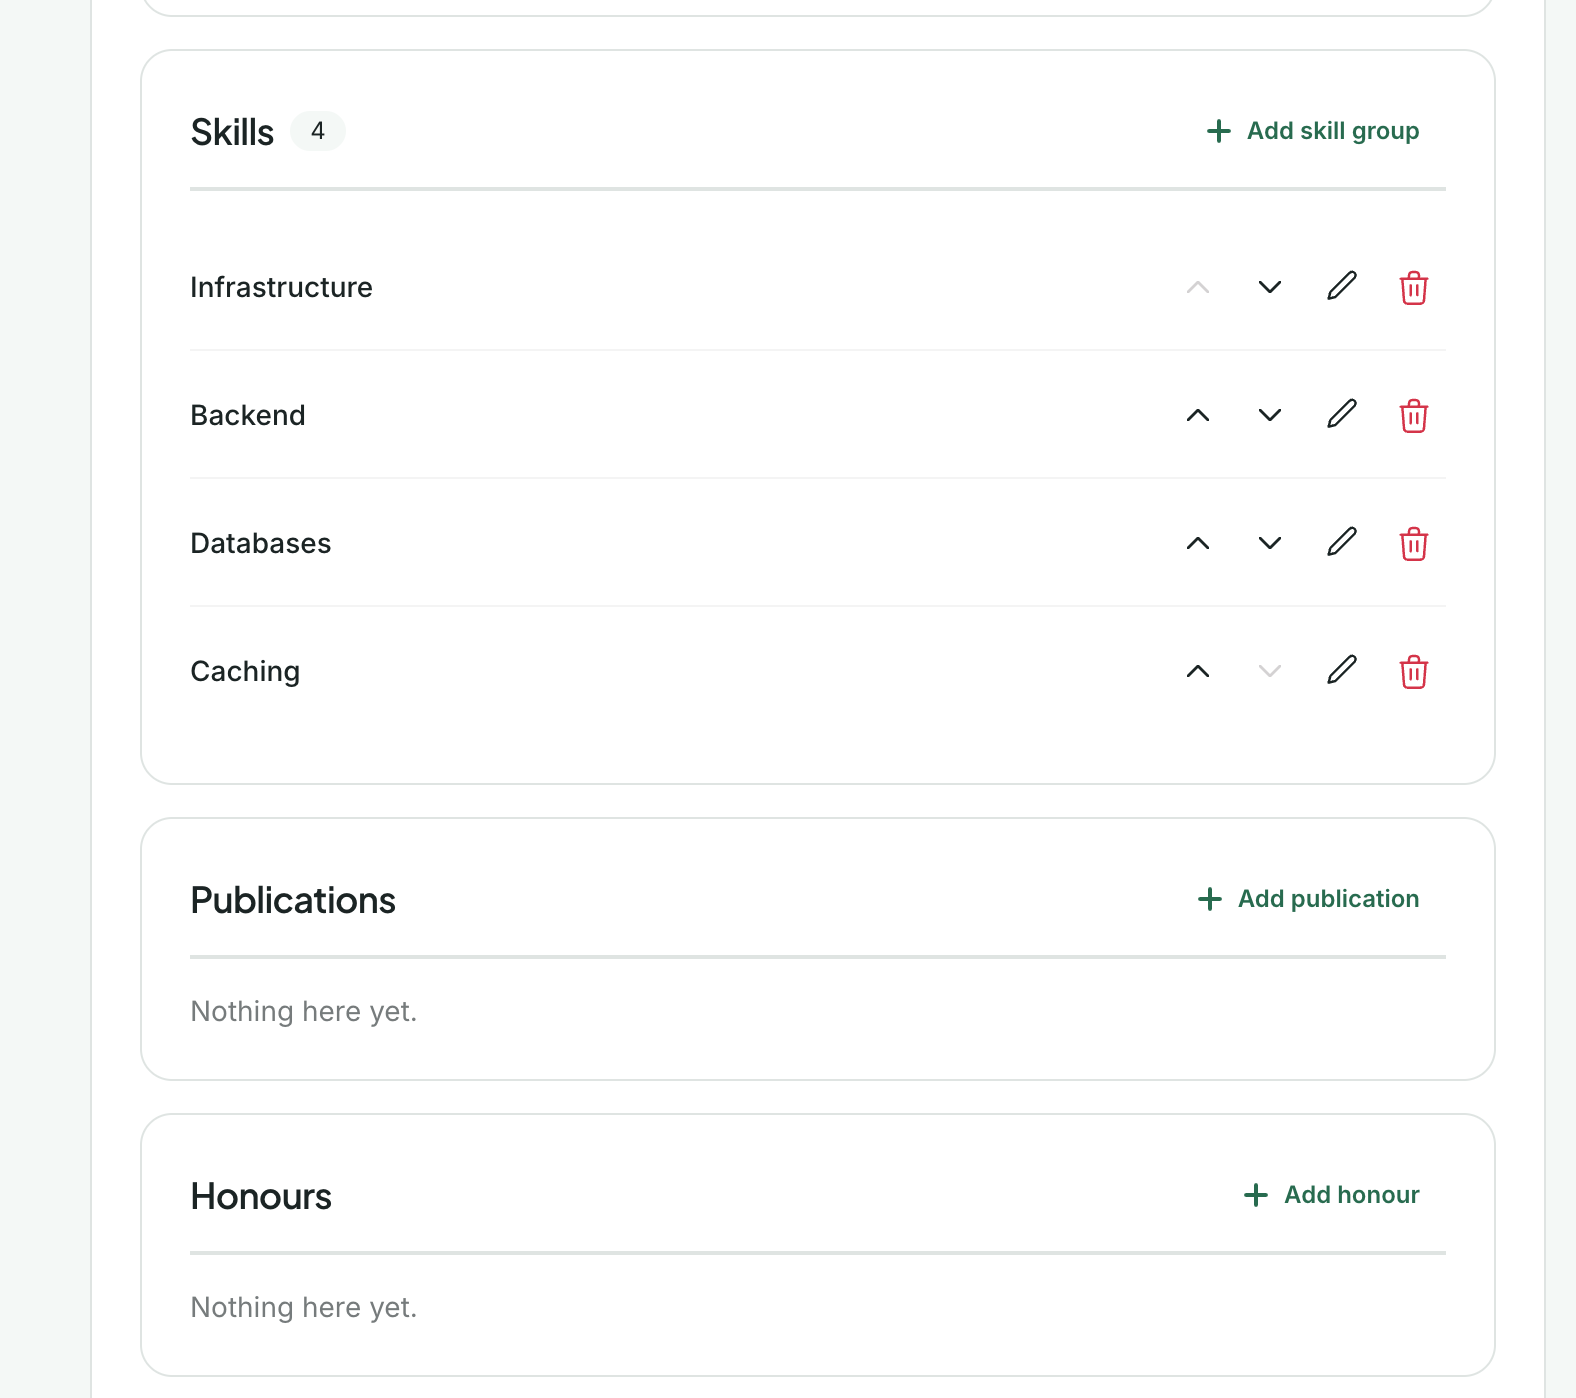 Skills 4
Add skill group
Infrastructure
Backend
Databases
Caching
Publications
Add publication
Nothing here yet.
Honours
Add honour
Nothing here yet.